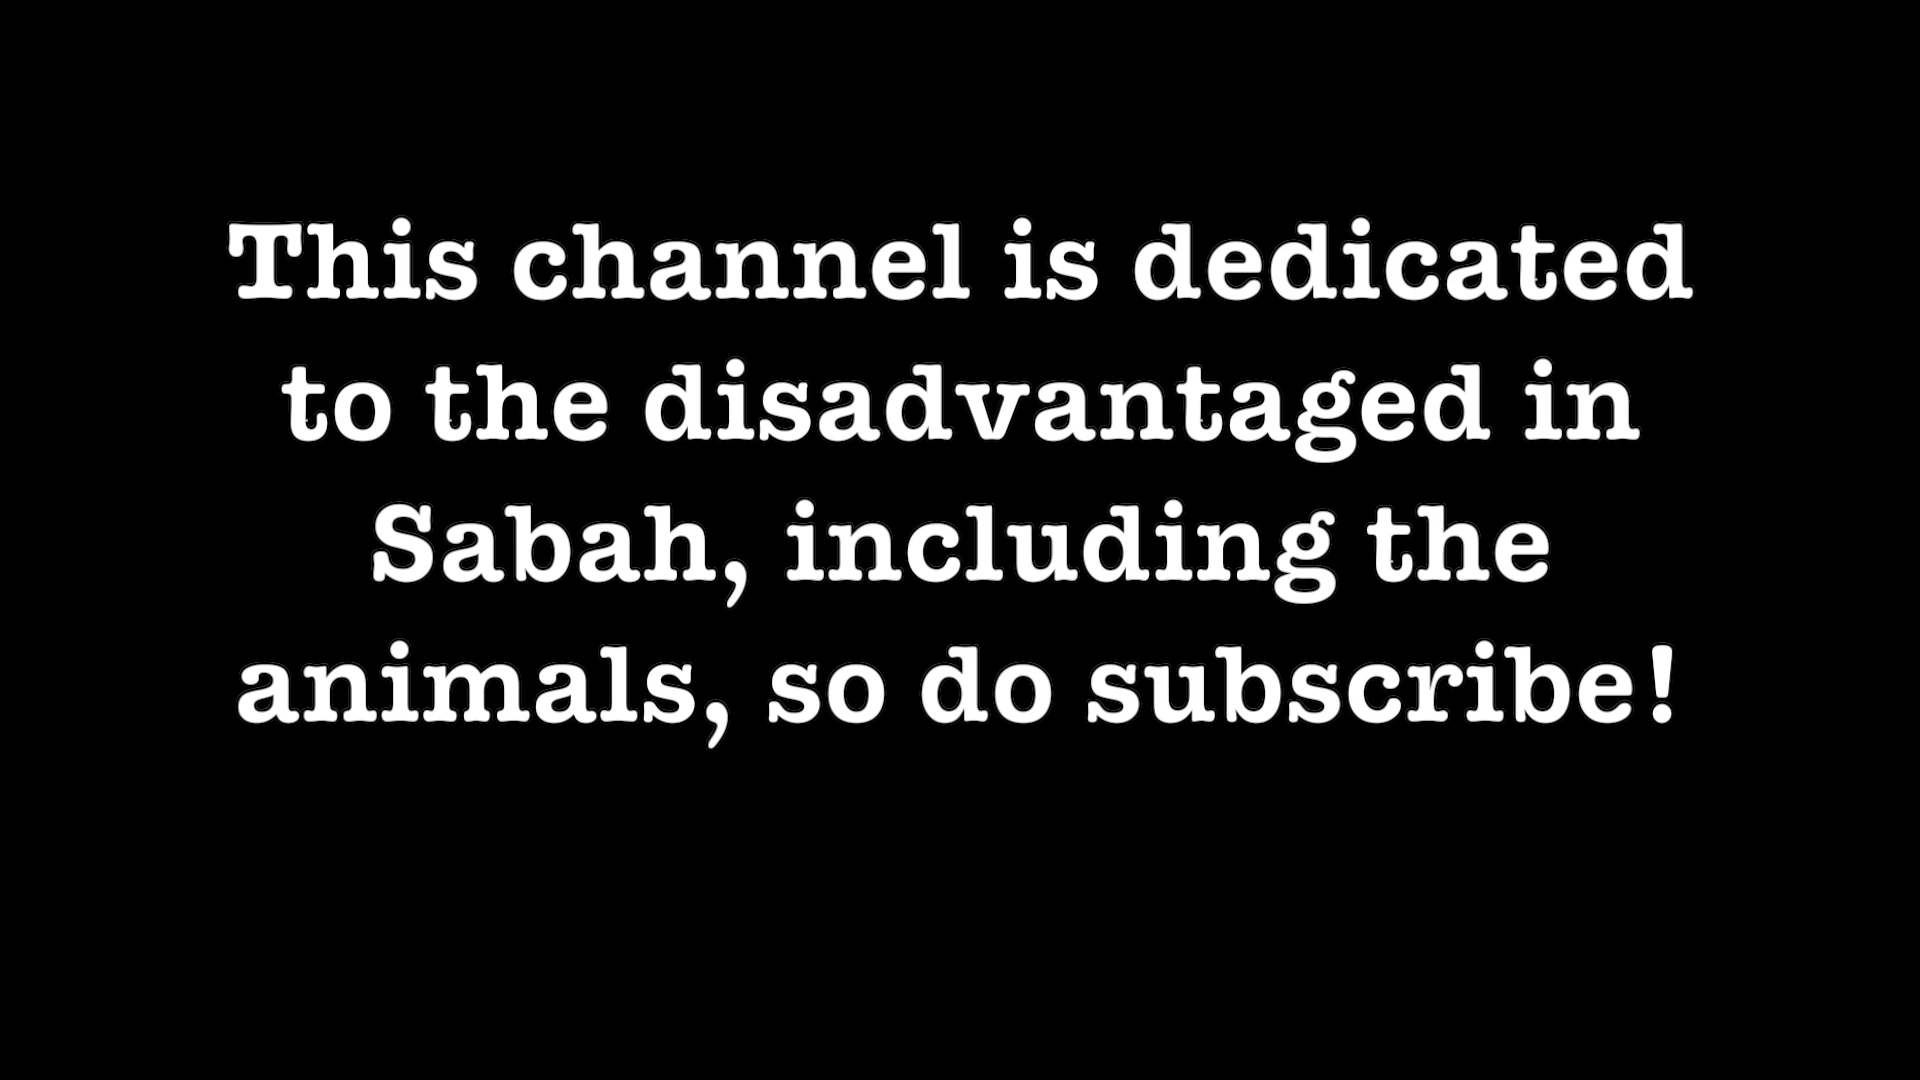 This channel is dedicated
to the disadvantaged in
Sabah, including the
animals, so do subscribe!